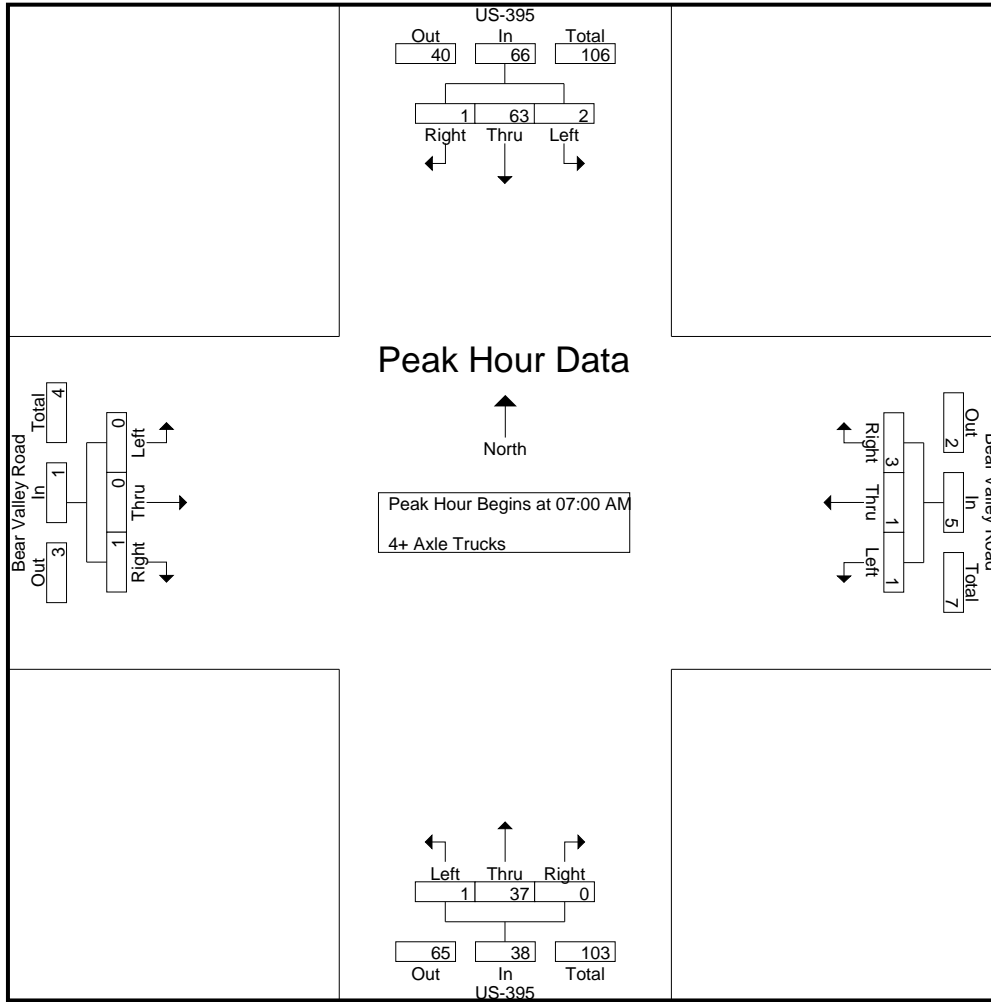 US-395
Out In Total
40 66 106
1 63 2
Right Thru Left
Peak Hour Data
North
Peak Hour Begins at 07:00 AM
4+ Axle Trucks
Bear Valley Road
Out In Total
3 1 4
0 0 1
Left Thru Right
Right Thru Left
3 1 1
Out In Total
2 5 7
Bear Valley Road
Left Thru Right
1 37 0
65 38 103
Out In Total
US-395